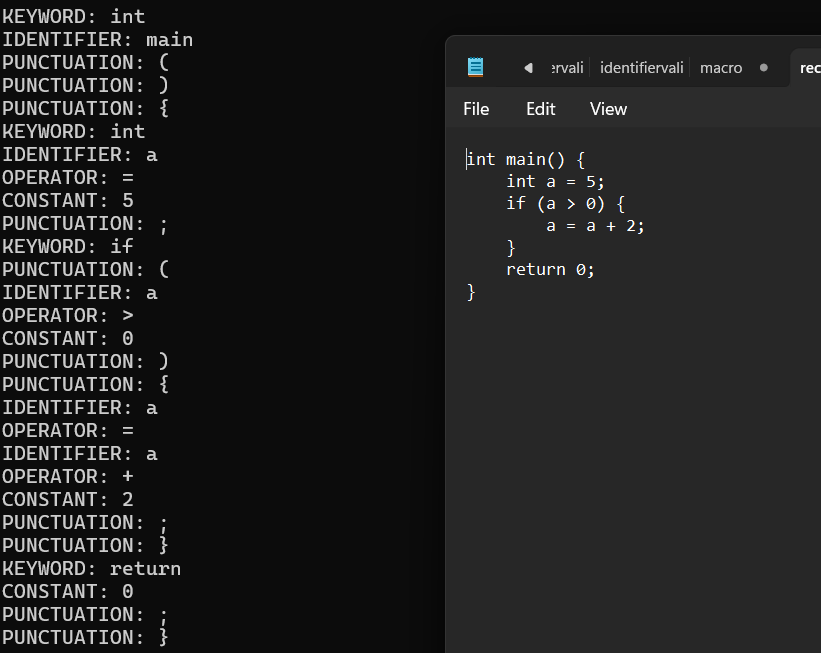 KEYWORD: int
IDENTIFIER: main
PUNCTUATION: (
PUNCTUATION: )
PUNCTUATION: {
KEYWORD: int
IDENTIFIER: a
OPERATOR: =
CONSTANT: 5
PUNCTUATION: ;
KEYWORD: if
PUNCTUATION: (
IDENTIFIER: a
OPERATOR: >
CONSTANT: 0
PUNCTUATION: )
PUNCTUATION: {
IDENTIFIER: a
OPERATOR: =
IDENTIFIER: a
OPERATOR: +
CONSTANT: 2
PUNCTUATION: ;
PUNCTUATION: }
KEYWORD: return
CONSTANT: 0
PUNCTUATION: ;
PUNCTUATION: }
ervali identifiervali macro rec
File Edit View
int main() {
    int a = 5;
    if (a > 0) {
        a = a + 2;
    }
    return 0;
}